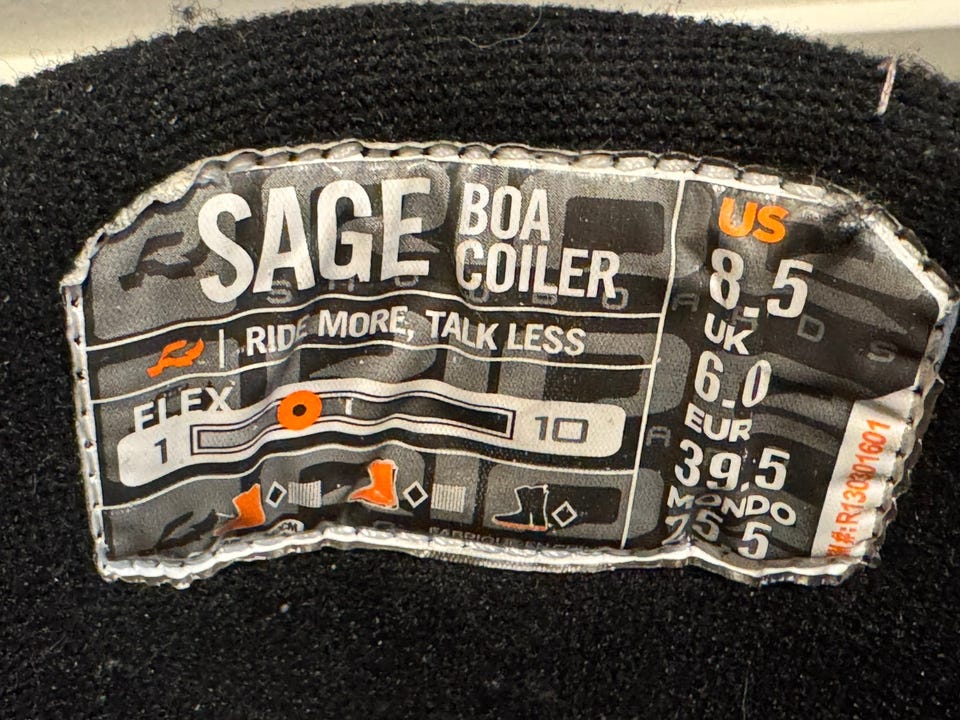 SAGE BOA
COILER
RIDE MORE, TALK LESS
FLEX
1 10
US
8.5
UK
6.0
EUR
39.5
MONDO
25.5
#:R130301601